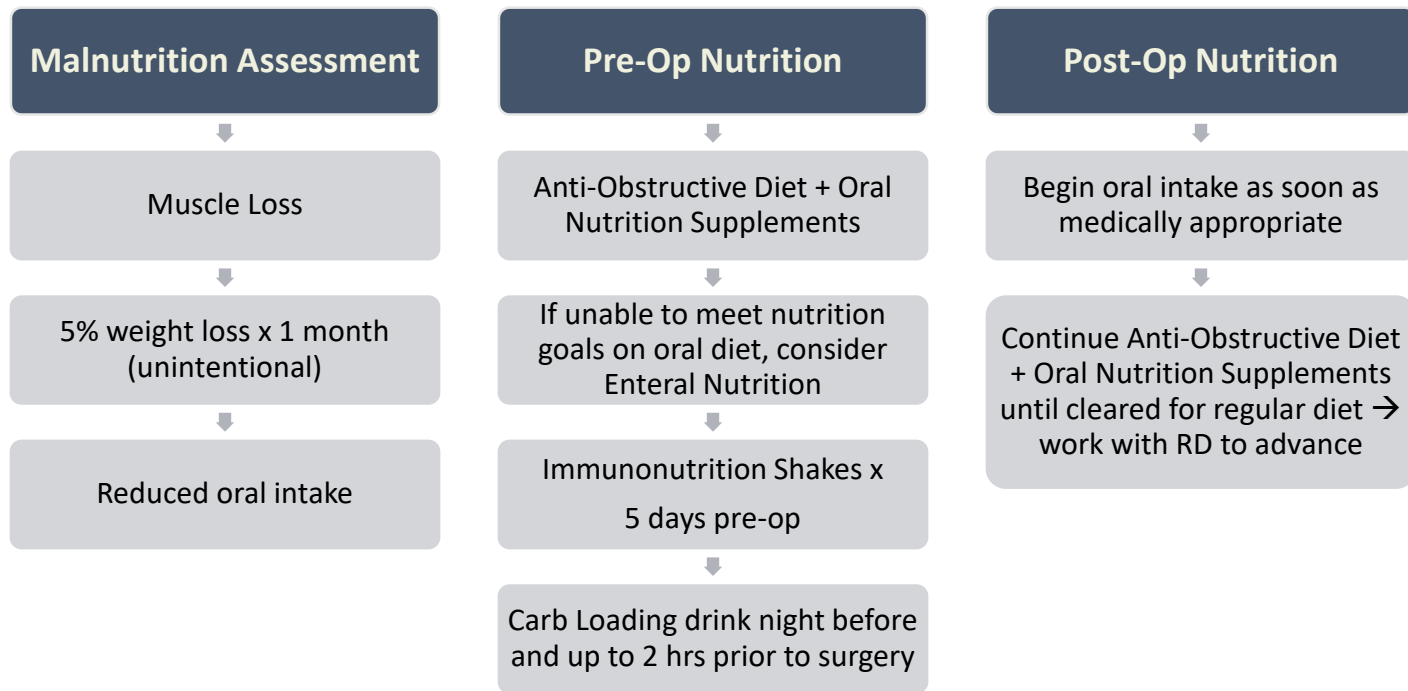 Malnutrition Assessment
Muscle Loss
5% weight loss x 1 month
(unintentional)
Reduced oral intake
Pre-Op Nutrition
Anti-Obstructive Diet + Oral
Nutrition Supplements
If unable to meet nutrition
goals on oral diet, consider
Enteral Nutrition
Immunonutrition Shakes x
5 days pre-op
Carb Loading drink night before
and up to 2 hrs prior to surgery
Post-Op Nutrition
Begin oral intake as soon as
medically appropriate
Continue Anti-Obstructive Diet
+ Oral Nutrition Supplements
until cleared for regular diet →
work with RD to advance